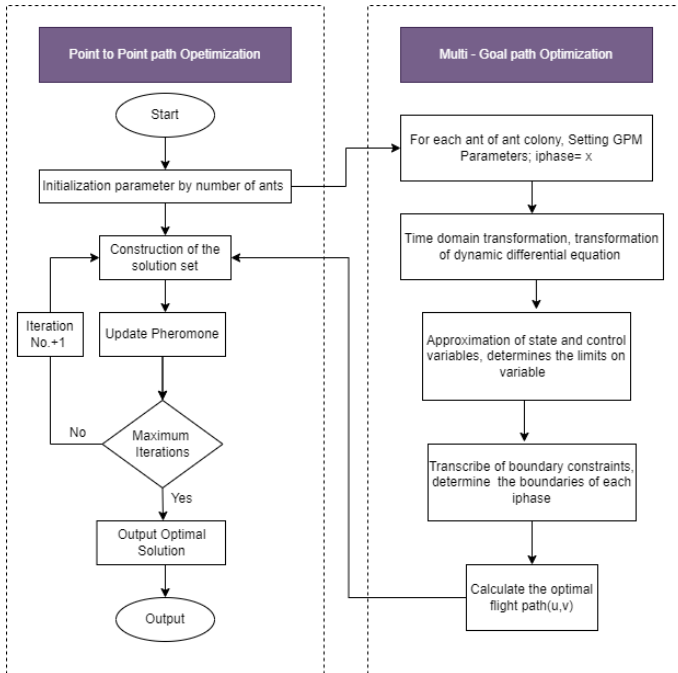 Point to Point path Opetimization
Start
Initialization parameter by number of ants
Construction of the
solution set
Iteration
No.+1
Update Pheromone
No
Maximum
Iterations
Yes
Output Optimal
Solution
Output
Multi - Goal path Optimization
For each ant of ant colony, Setting GPM
Parameters; iphase= x
Time domain transformation, transformation
of dynamic differential equation
Approximation of state and control
variables, determines the limits on
variable
Transcribe of boundary constraints,
determine the boundaries of each
iphase
Calculate the optimal
flight path(u,v)